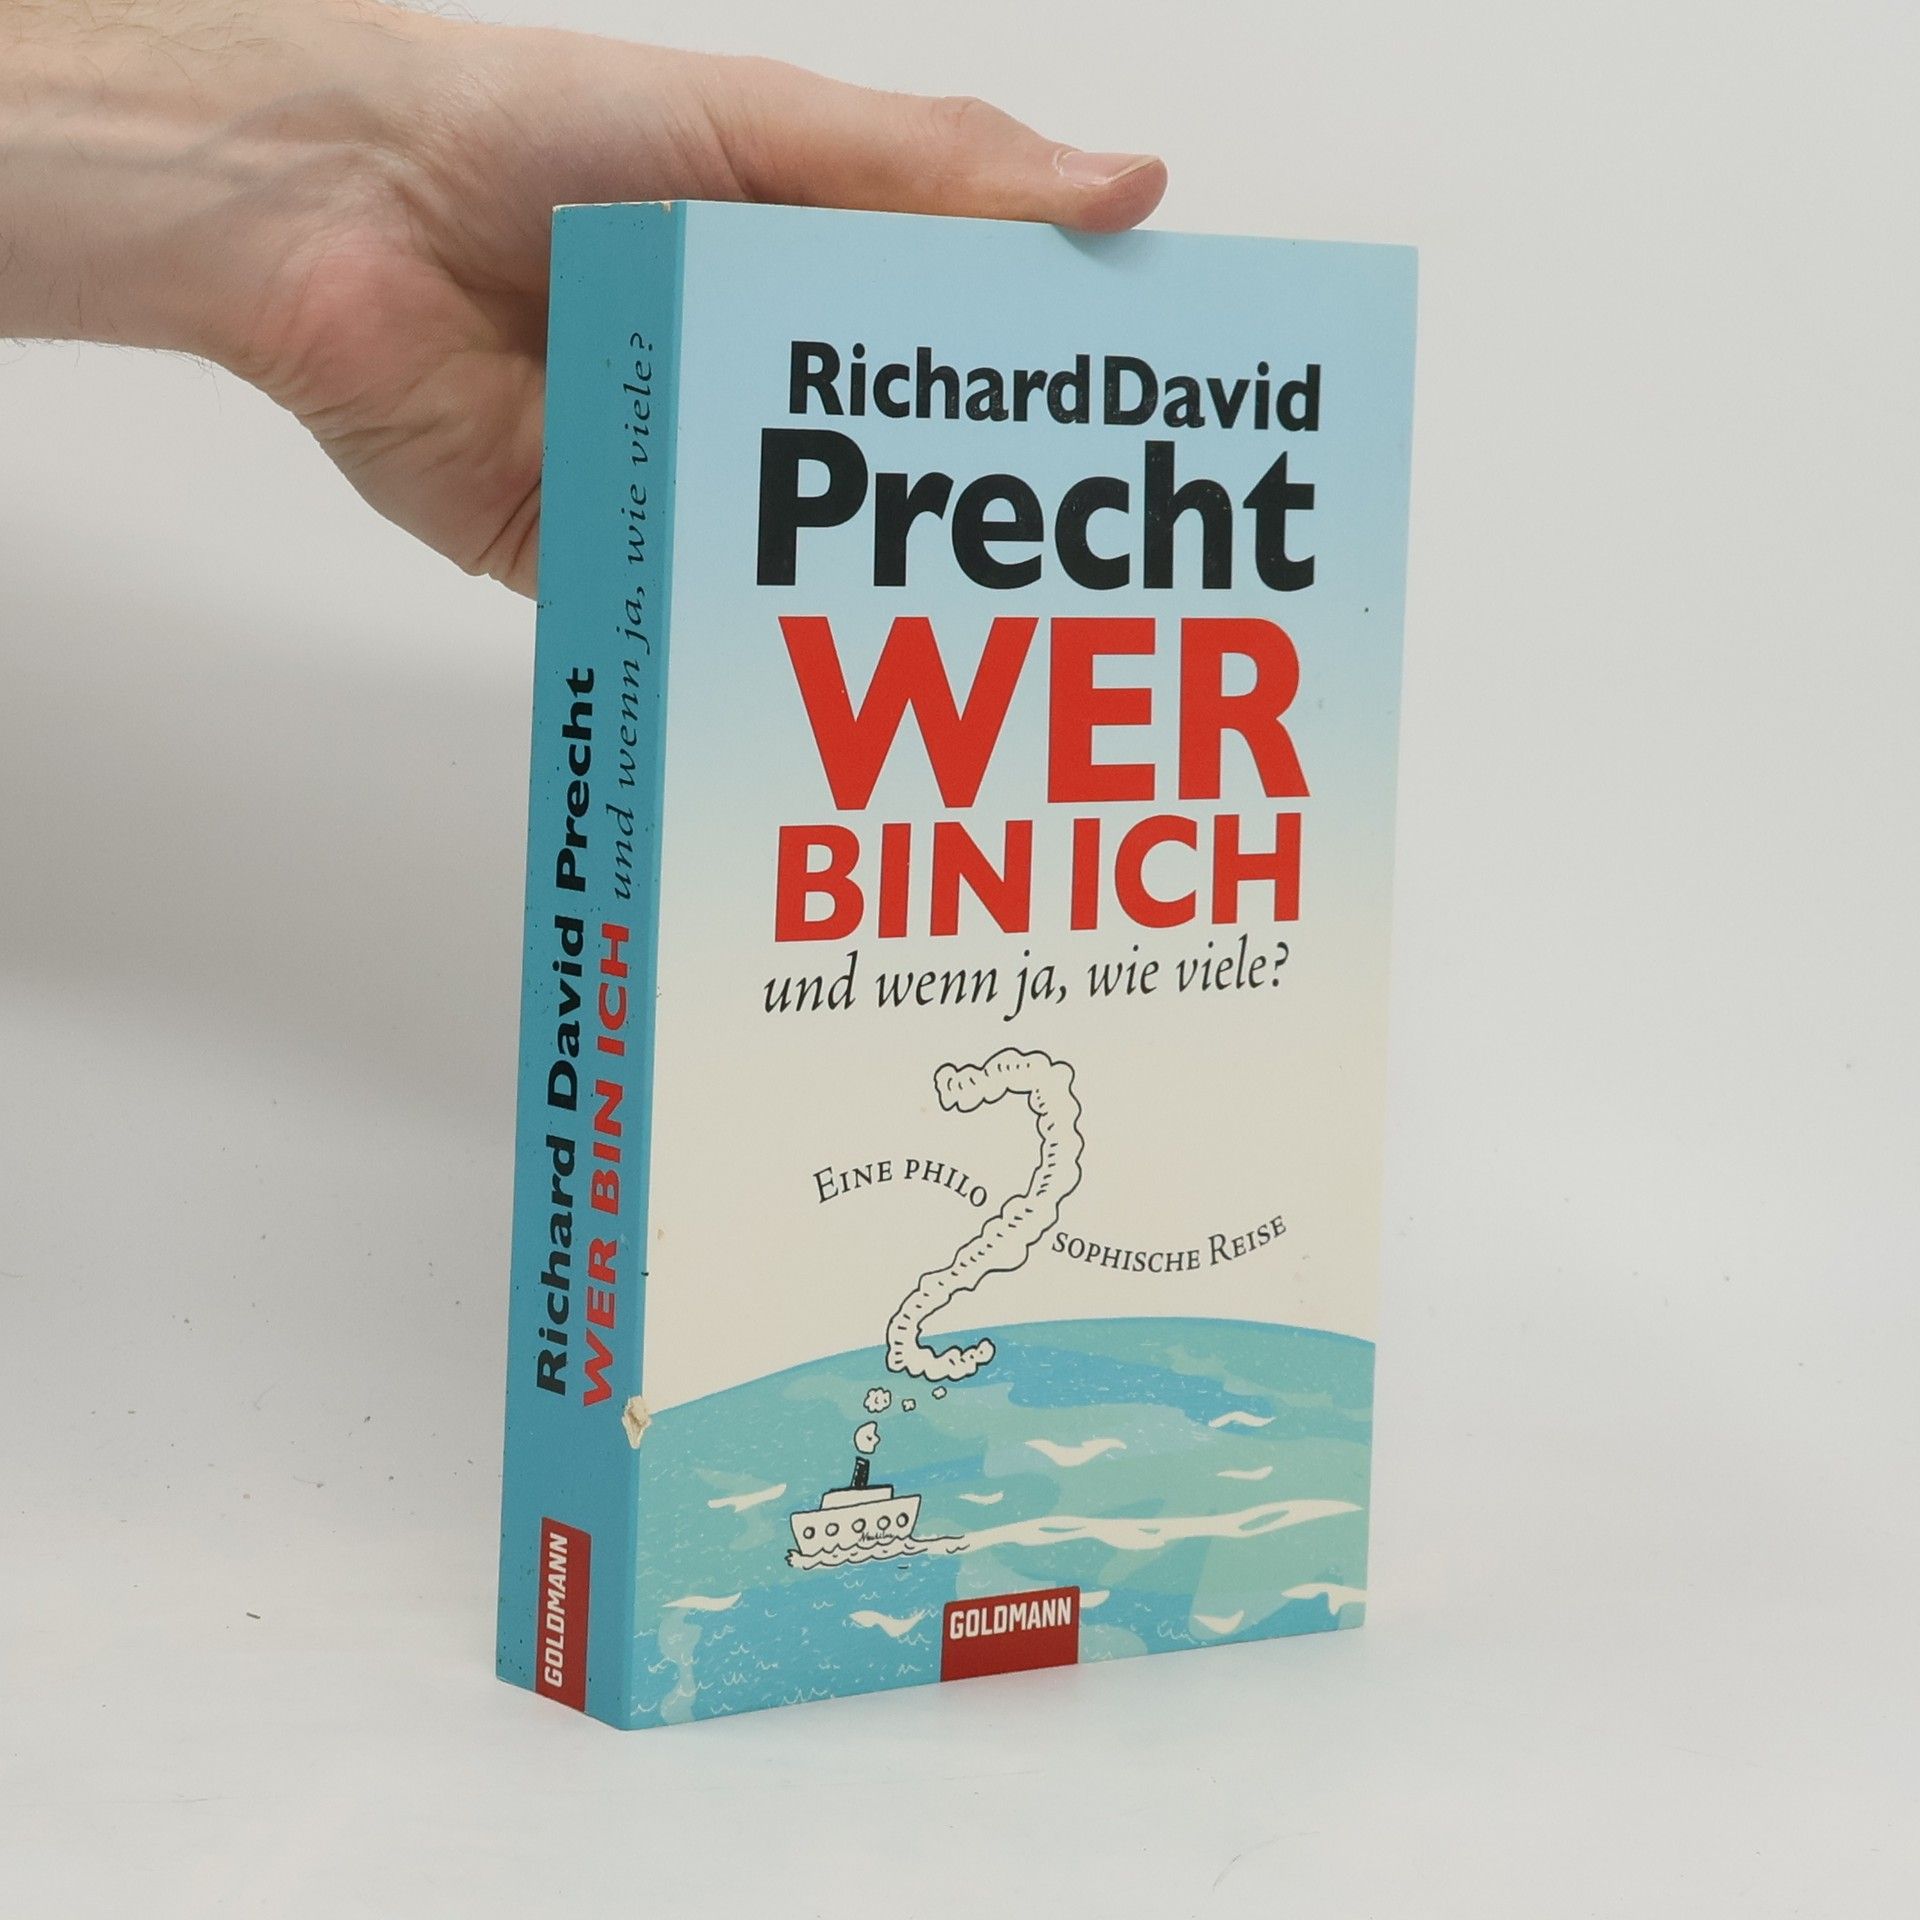 Richard David Precht
WER BIN ICH und wenn ja, wie viele?
GOLDMANN
Richard David
Precht
WER
BIN ICH
und wenn ja, wie viele?
EINE PHILO
SOPHISCHE REISE
GOLDMANN